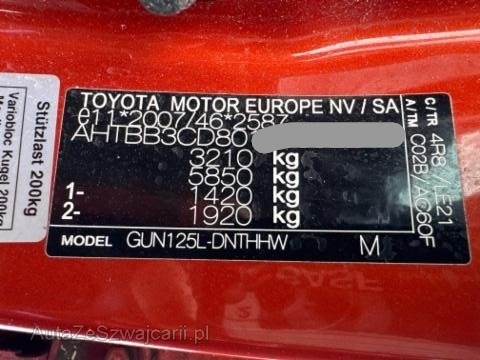 TOYOTA MOTOR EUROPE NV / SA
e11*2007/46*2587
AHTBB3CD80
3210 kg
5850 kg
1- 1420 kg
2- 1920 kg
MODEL GUN125L-DNTHHW M
C/TR 4R8 / LE21
A/TM C02B / AC60F
Stützlast 200kg
Variobloc Kugel 200kg
AutaZeSzwajcarii.pl